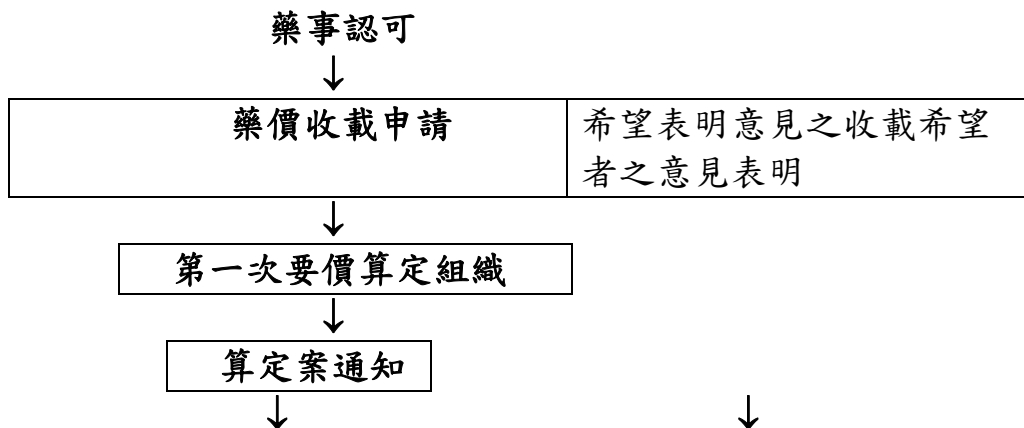 藥事認可
↓
藥價收載申請
希望表明意見之收載希望
者之意見表明
↓
第一次要價算定組織
↓
算定案通知
↓ ↓